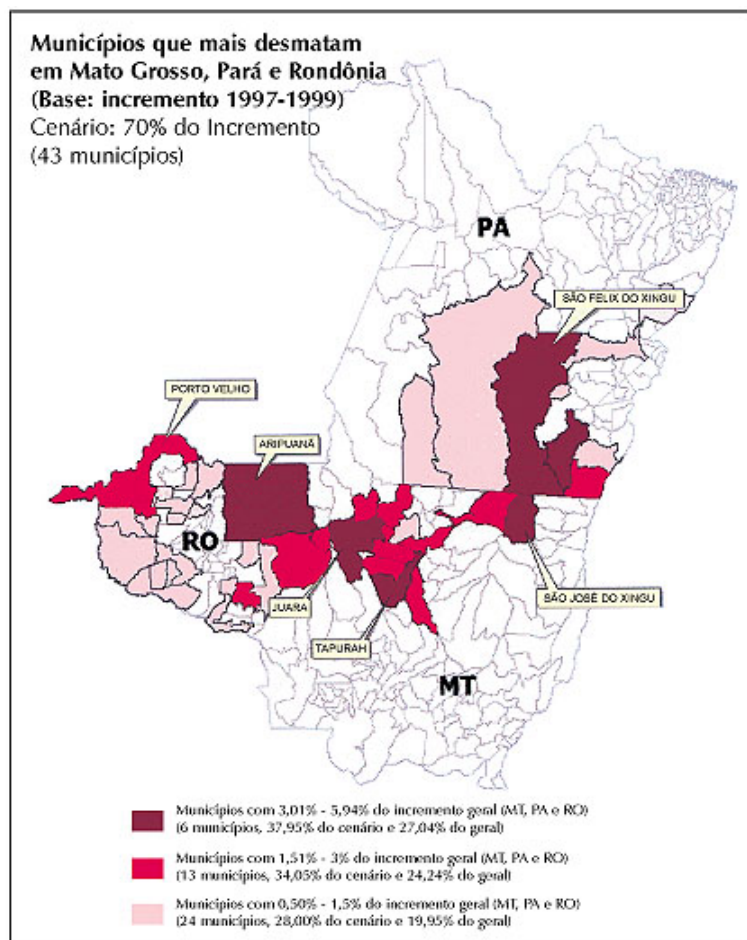 Municípios que mais desmatam
em Mato Grosso, Pará e Rondônia
(Base: incremento 1997-1999)
Cenário: 70% do Incremento
(43 municípios)
PA
SÃO FELIX DO XINGU
PORTO VELHO
ARIPUANÃ
RO
JUARA
SÃO JOSÉ DO XINGU
TAPURAH
MT
Municípios com 3,01% - 5,94% do incremento geral (MT, PA e RO)
(6 municípios, 37,95% do cenário e 27,04% do geral)
Municípios com 1,51% - 3% do incremento geral (MT, PA e RO)
(13 municípios, 34,05% do cenário e 24,24% do geral)
Municípios com 0,50% - 1,5% do incremento geral (MT, PA e RO)
(24 municípios, 28,00% do cenário e 19,95% do geral)